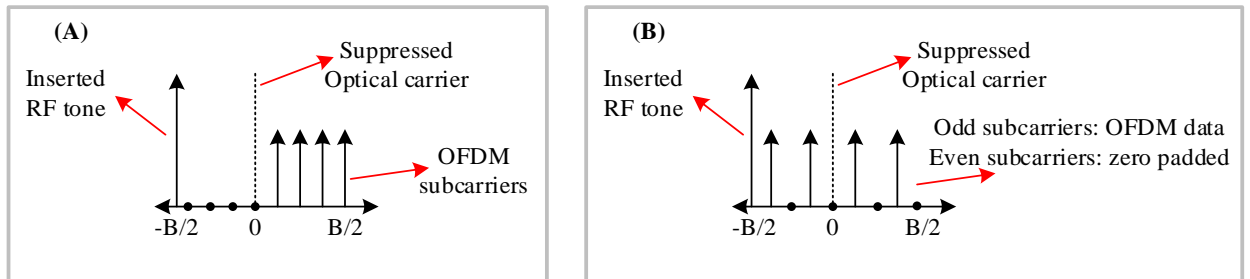 (A)
Suppressed
Optical carrier
Inserted
RF tone
OFDM
subcarriers
-B/2
0
B/2
(B)
Suppressed
Optical carrier
Inserted
RF tone
Odd subcarriers: OFDM data
Even subcarriers: zero padded
-B/2
0
B/2